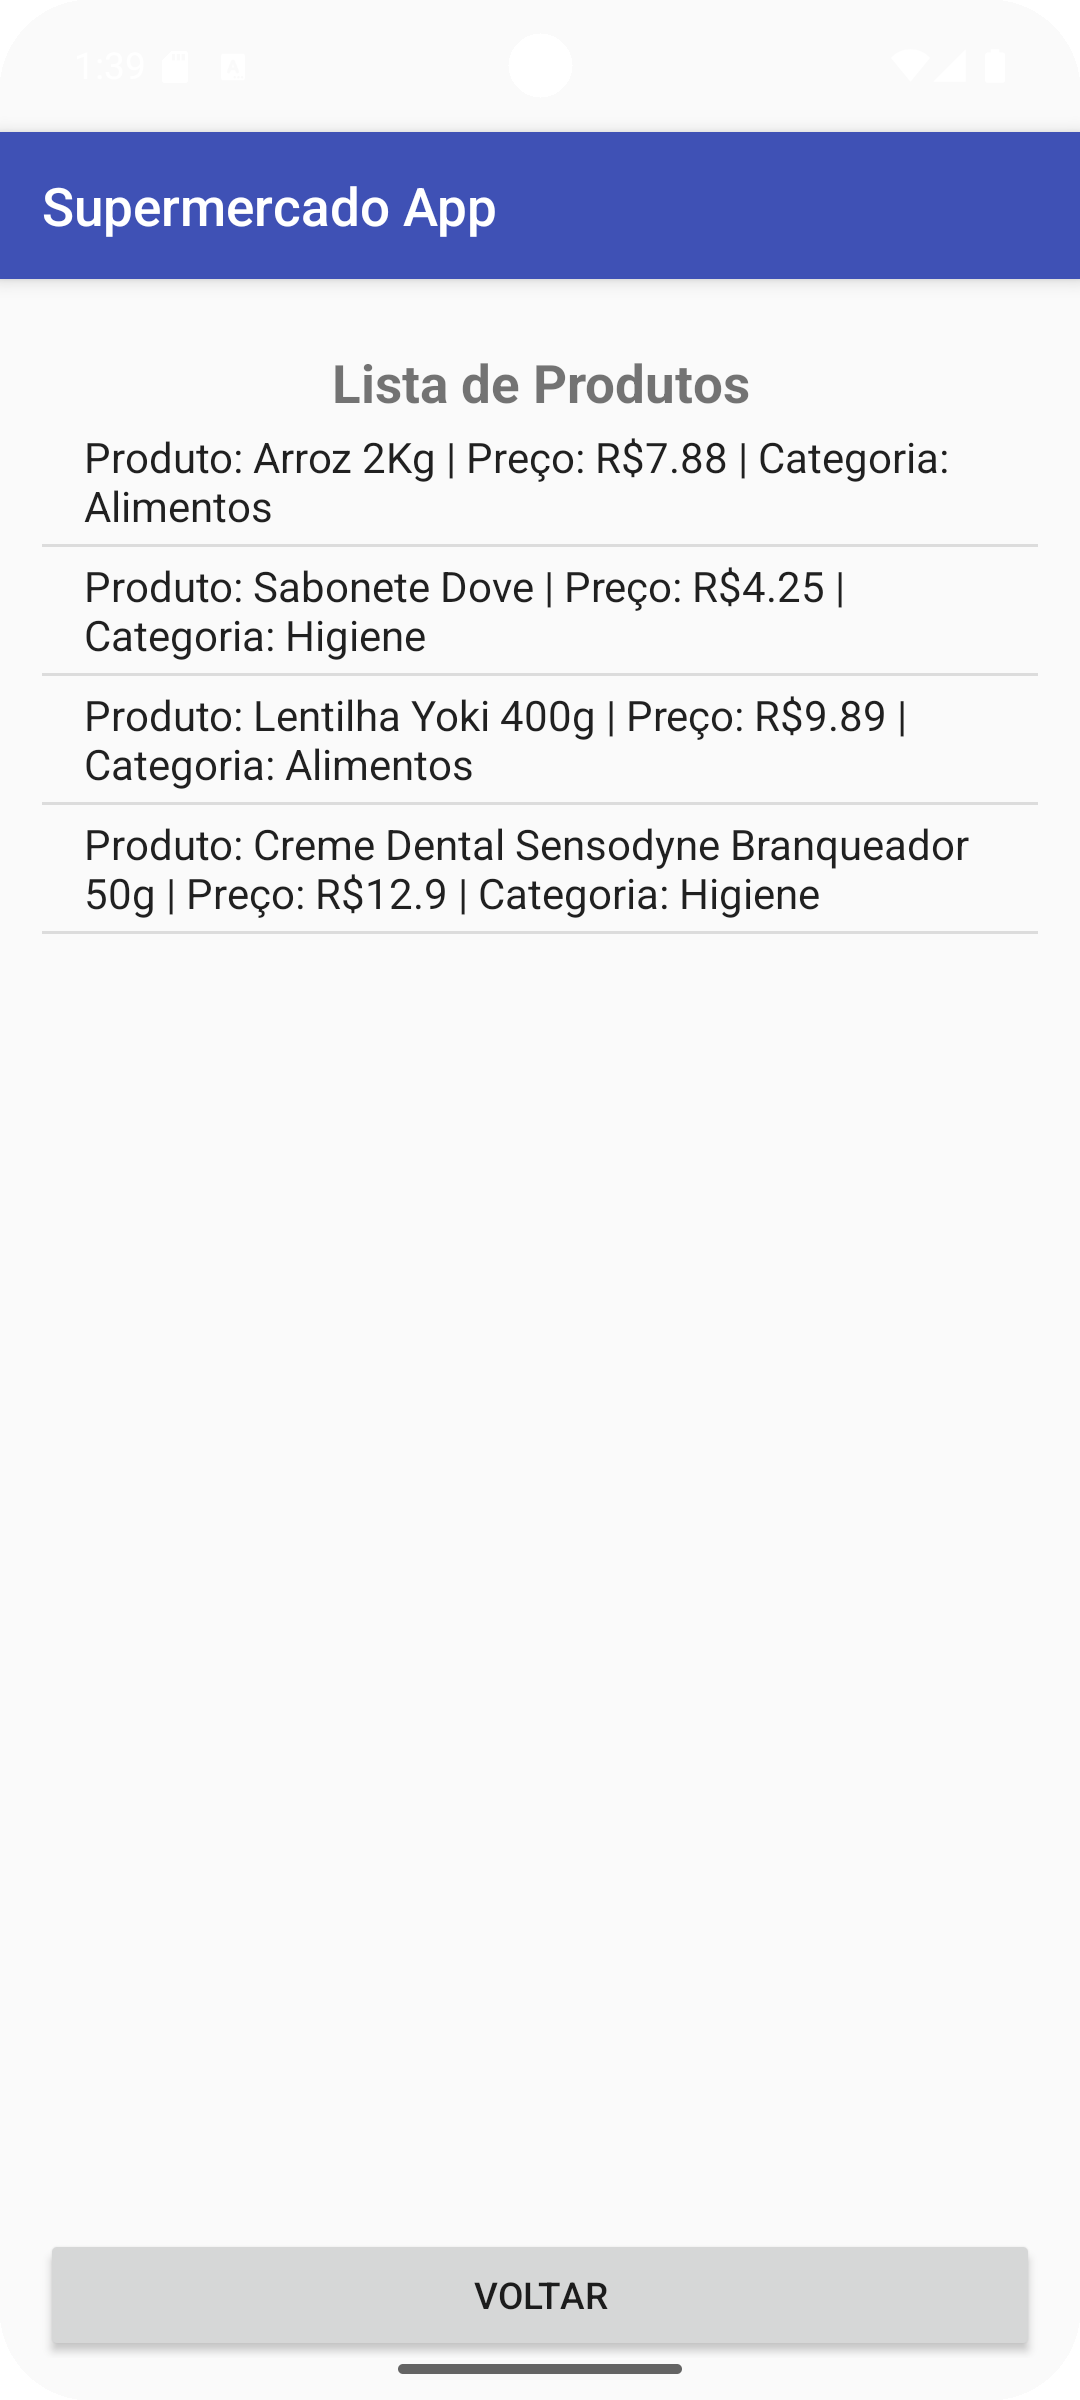 1:39
Supermercado App
Lista de Produtos
Produto: Arroz 2Kg | Preço: R$7.88 | Categoria:
Alimentos
Produto: Sabonete Dove | Preço: R$4.25 |
Categoria: Higiene
Produto: Lentilha Yoki 400g | Preço: R$9.89 |
Categoria: Alimentos
Produto: Creme Dental Sensodyne Branqueador
50g | Preço: R$12.9 | Categoria: Higiene
VOLTAR